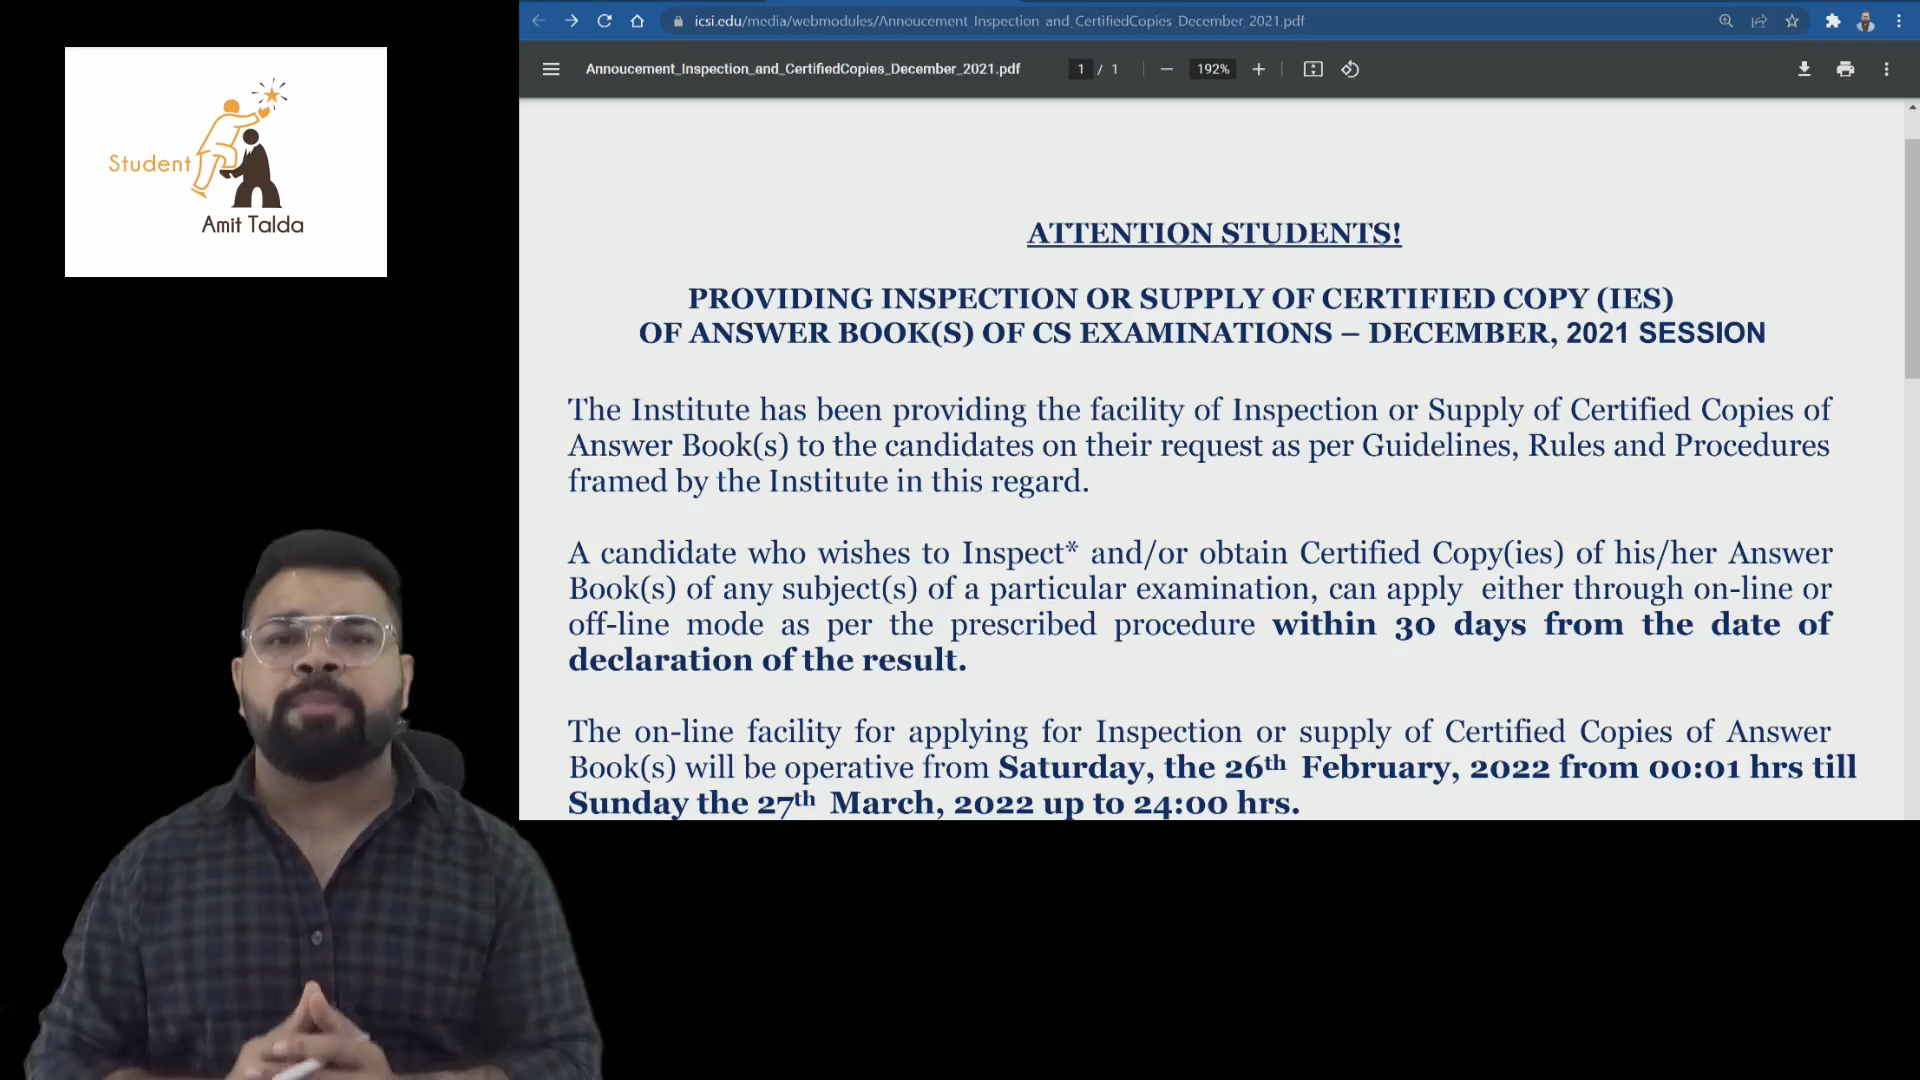 icsi.edu/media/webmodules/Annoucement_Inspection_and_CertifiedCopies_December_2021.pdf
Annoucement_Inspection_and_CertifiedCopies_December_2021.pdf
1 / 1
192%
Student
Amit Talda
ATTENTION STUDENTS!
PROVIDING INSPECTION OR SUPPLY OF CERTIFIED COPY (IES)
OF ANSWER BOOK(S) OF CS EXAMINATIONS – DECEMBER, 2021 SESSION
The Institute has been providing the facility of Inspection or Supply of Certified Copies of
Answer Book(s) to the candidates on their request as per Guidelines, Rules and Procedures
framed by the Institute in this regard.
A candidate who wishes to Inspect* and/or obtain Certified Copy(ies) of his/her Answer
Book(s) of any subject(s) of a particular examination, can apply either through on-line or
off-line mode as per the prescribed procedure within 30 days from the date of
declaration of the result.
The on-line facility for applying for Inspection or supply of Certified Copies of Answer
Book(s) will be operative from Saturday, the 26th February, 2022 from 00:01 hrs till
Sunday the 27th March, 2022 up to 24:00 hrs.